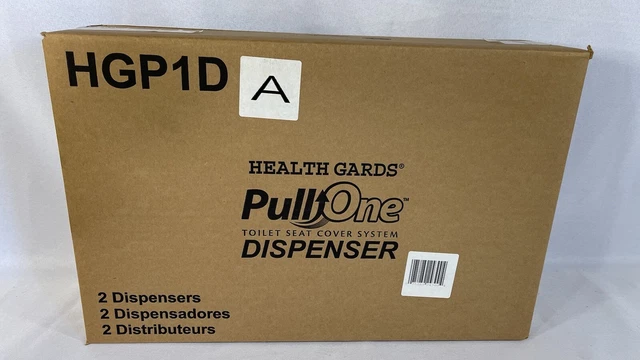 HGP1D
A
HEALTH GARDS®
PullOne™
TOILET SEAT COVER SYSTEM
DISPENSER
2 Dispensers
2 Dispensadores
2 Distributeurs